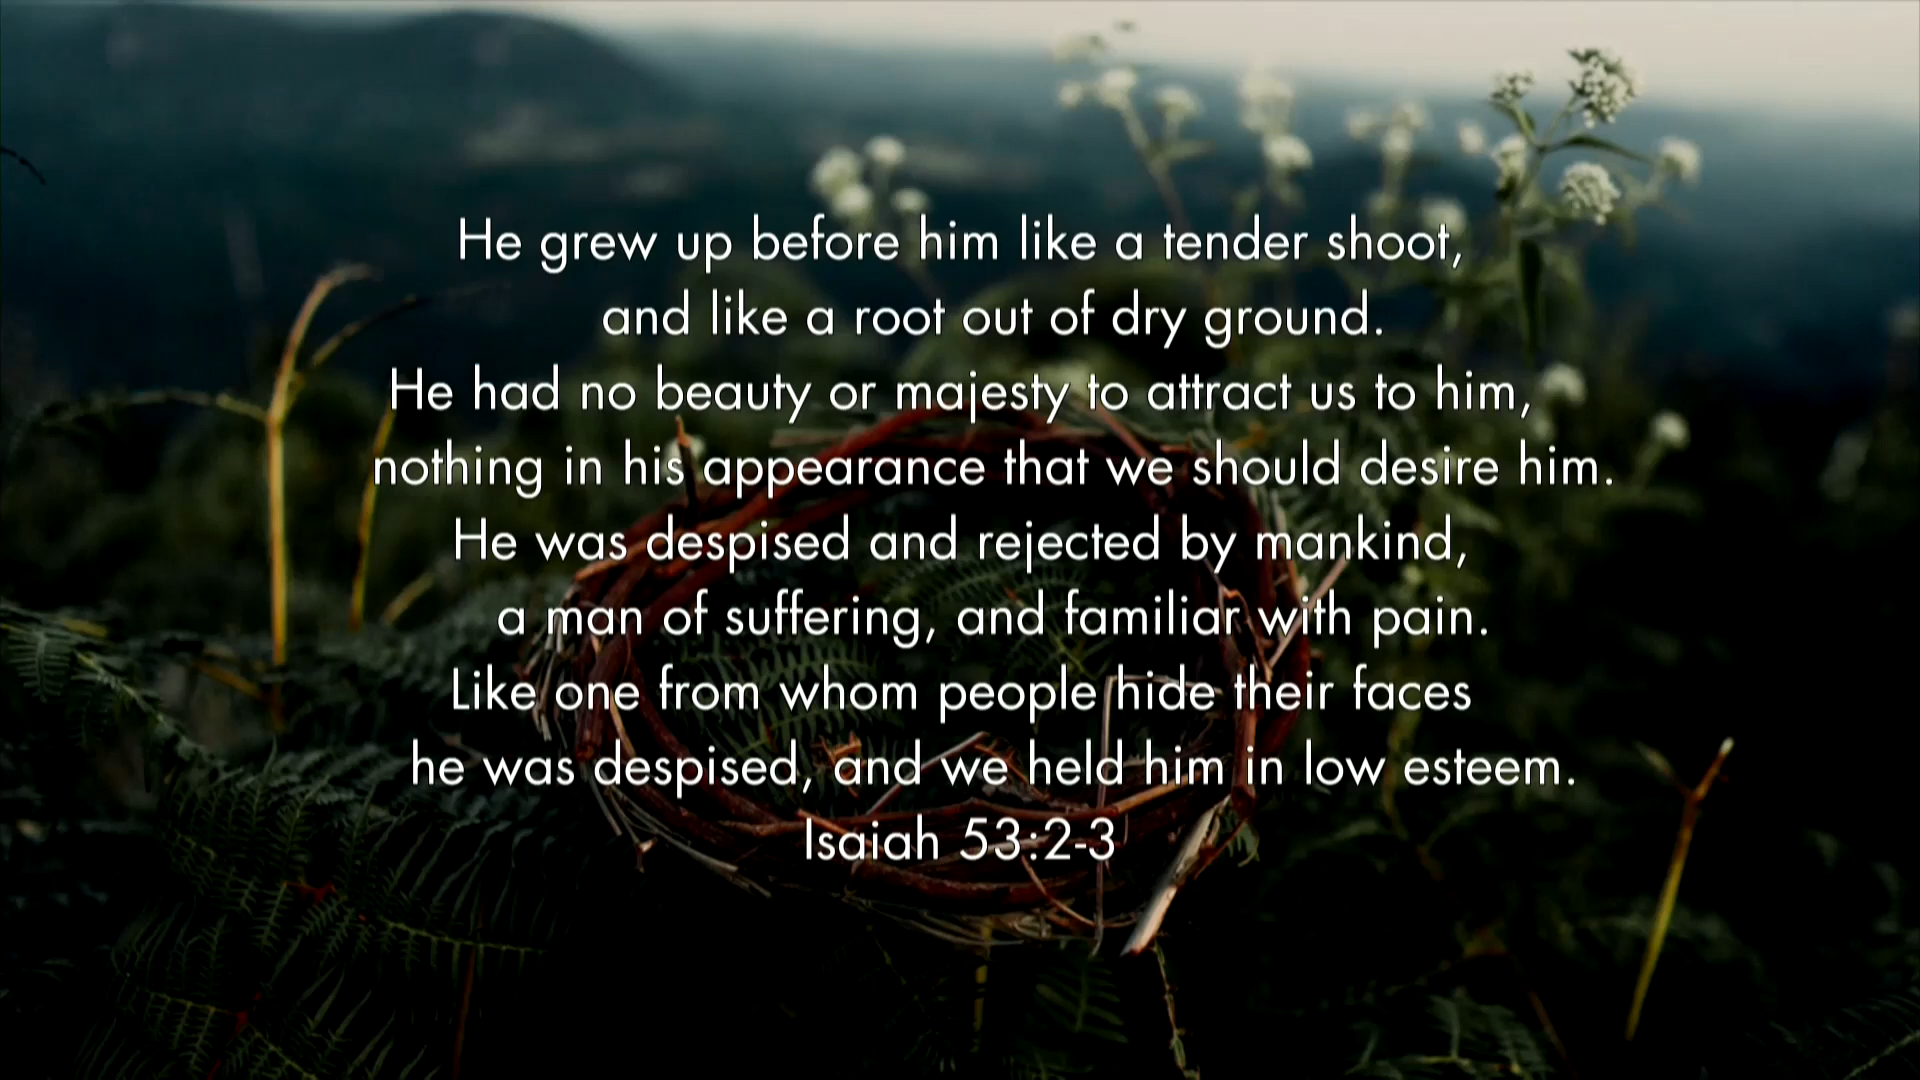 He grew up before him like a tender shoot,
and like a root out of dry ground.
He had no beauty or majesty to attract us to him,
nothing in his appearance that we should desire him.
He was despised and rejected by mankind,
a man of suffering, and familiar with pain.
Like one from whom people hide their faces
he was despised, and we held him in low esteem.
Isaiah 53:2-3